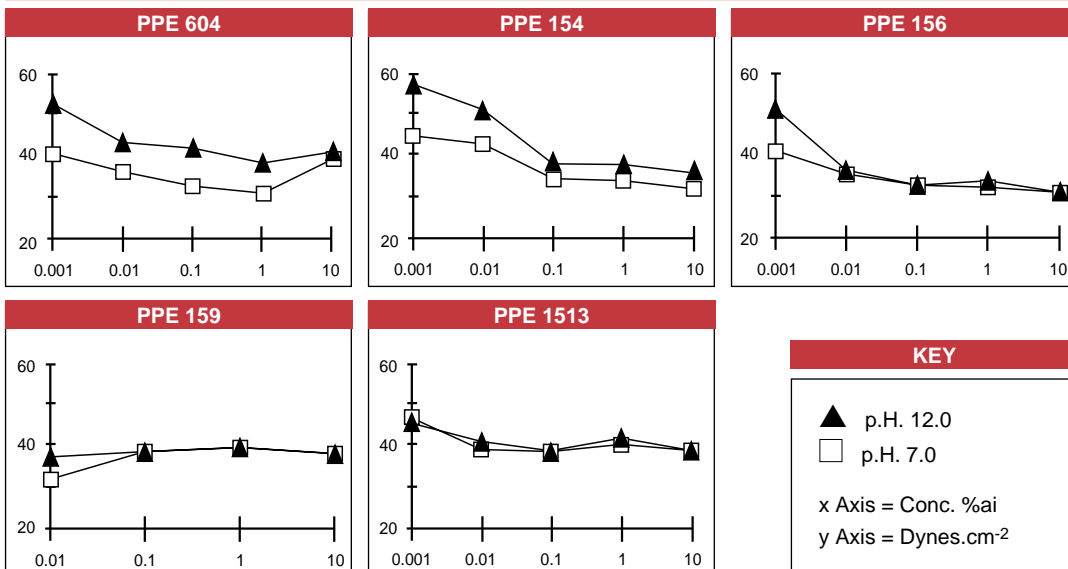 PPE 604
60
40
20
0.001 0.01 0.1 1 10
PPE 154
60
40
20
0.001 0.01 0.1 1 10
PPE 156
60
40
20
0.001 0.01 0.1 1 10
PPE 159
60
40
20
0.01 0.1 1 10
PPE 1513
60
40
20
0.001 0.01 0.1 1 10
KEY
p.H. 12.0
p.H. 7.0
x Axis = Conc. %ai
y Axis = Dynes.cm-2